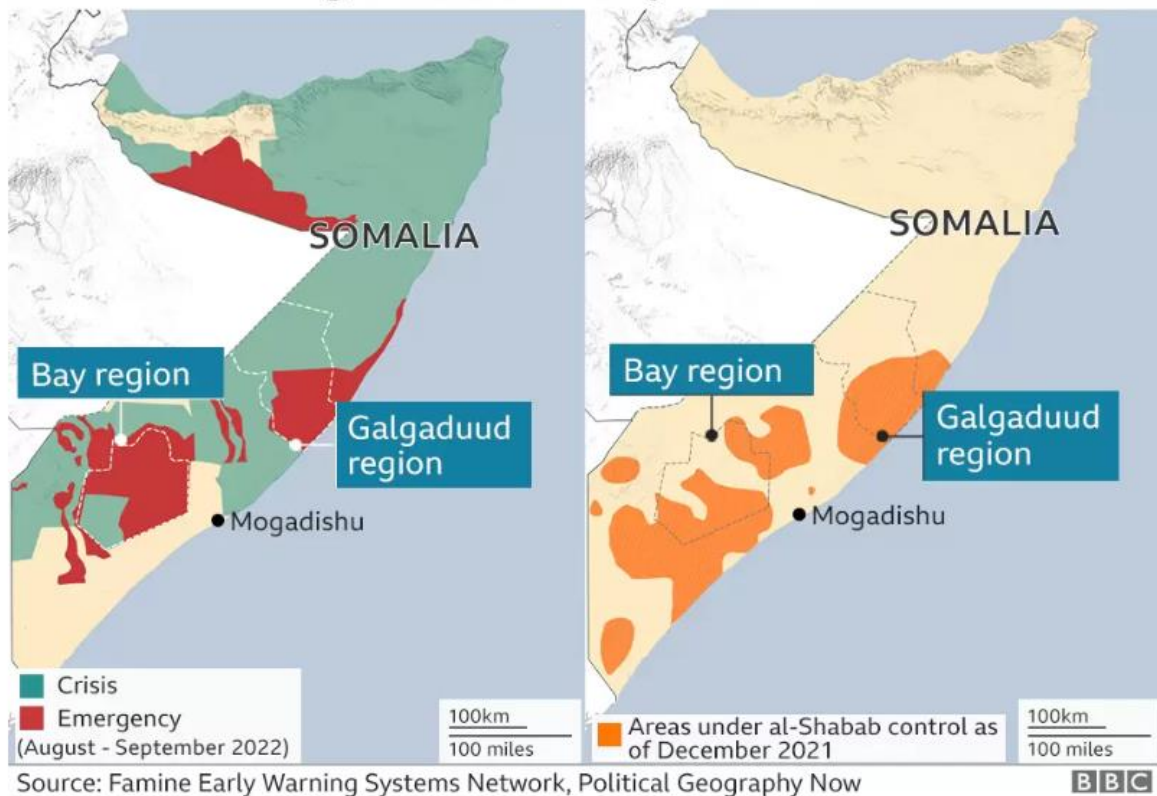 SOMALIA
Bay region
Galgaduud
region
Mogadishu
Crisis
Emergency
(August - September 2022)
100km
100 miles
SOMALIA
Bay region
Galgaduud
region
Mogadishu
Areas under al-Shabab control as
of December 2021
100km
100 miles
Source: Famine Early Warning Systems Network, Political Geography Now
BBC